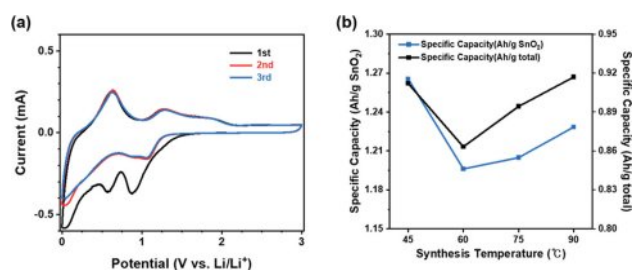 (a)
1st
2nd
3rd
0.5
0.0
-0.5
Current (mA)
0 1 2 3
Potential (V vs. Li/Li⁺)
(b)
Specific Capacity(Ah/g SnO₂)
Specific Capacity(Ah/g total)
1.30
1.27
1.24
1.21
1.18
1.15
Specific Capacity (Ah/g SnO₂)
0.95
0.92
0.89
0.86
0.83
0.80
Specific Capacity (Ah/g total)
45 60 75 90
Synthesis Temperature (℃)